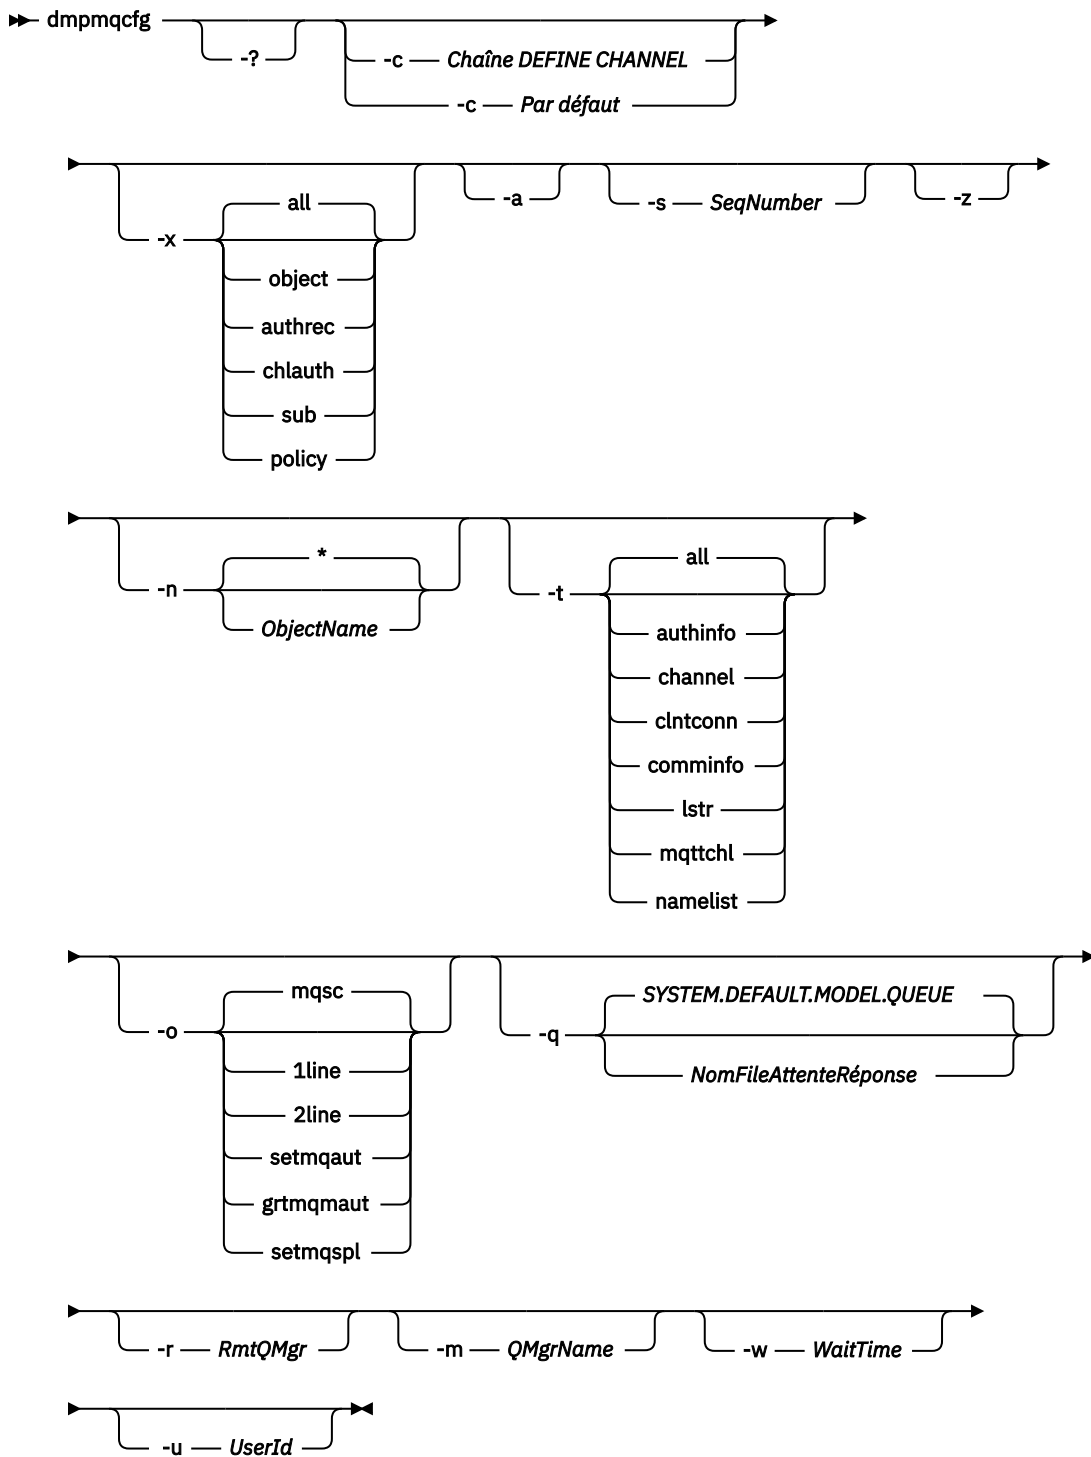 dmpmqcfg
-?
-c Chaîne DEFINE CHANNEL
-c Par défaut
-x
all
object
authrec
chlauth
sub
policy
-a
-s SeqNumber
-z
-n
*
ObjectName
-t
all
authinfo
channel
clntconn
comminfo
lstr
mqttchl
namelist
-o
mqsc
1line
2line
setmqaut
grtmqmaut
setmqspl
-q
SYSTEM.DEFAULT.MODEL.QUEUE
NomFileAttenteRéponse
-r RmtQMgr
-m QMgrName
-w WaitTime
-u UserId